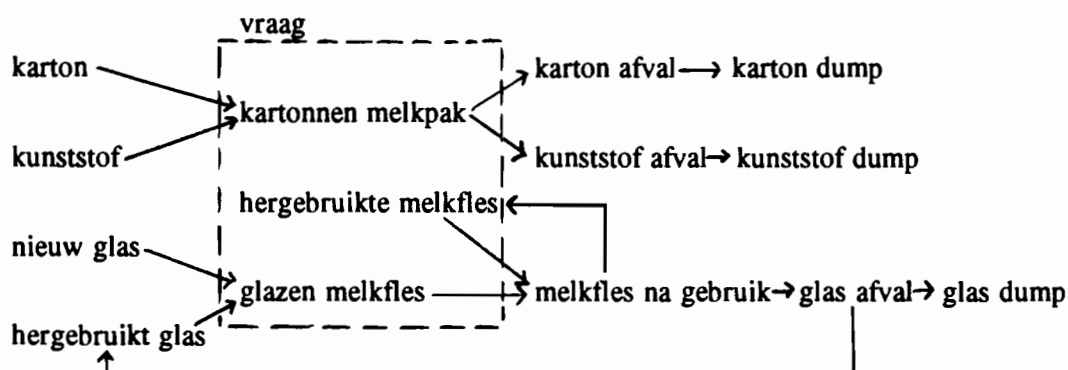 vraag
karton
karton afval → karton dump
kartonnen melkpak
kunststof
kunststof afval → kunststof dump
hergebruikte melkfles
nieuw glas
glazen melkfles
melkfles na gebruik → glas afval → glas dump
hergebruikt glas